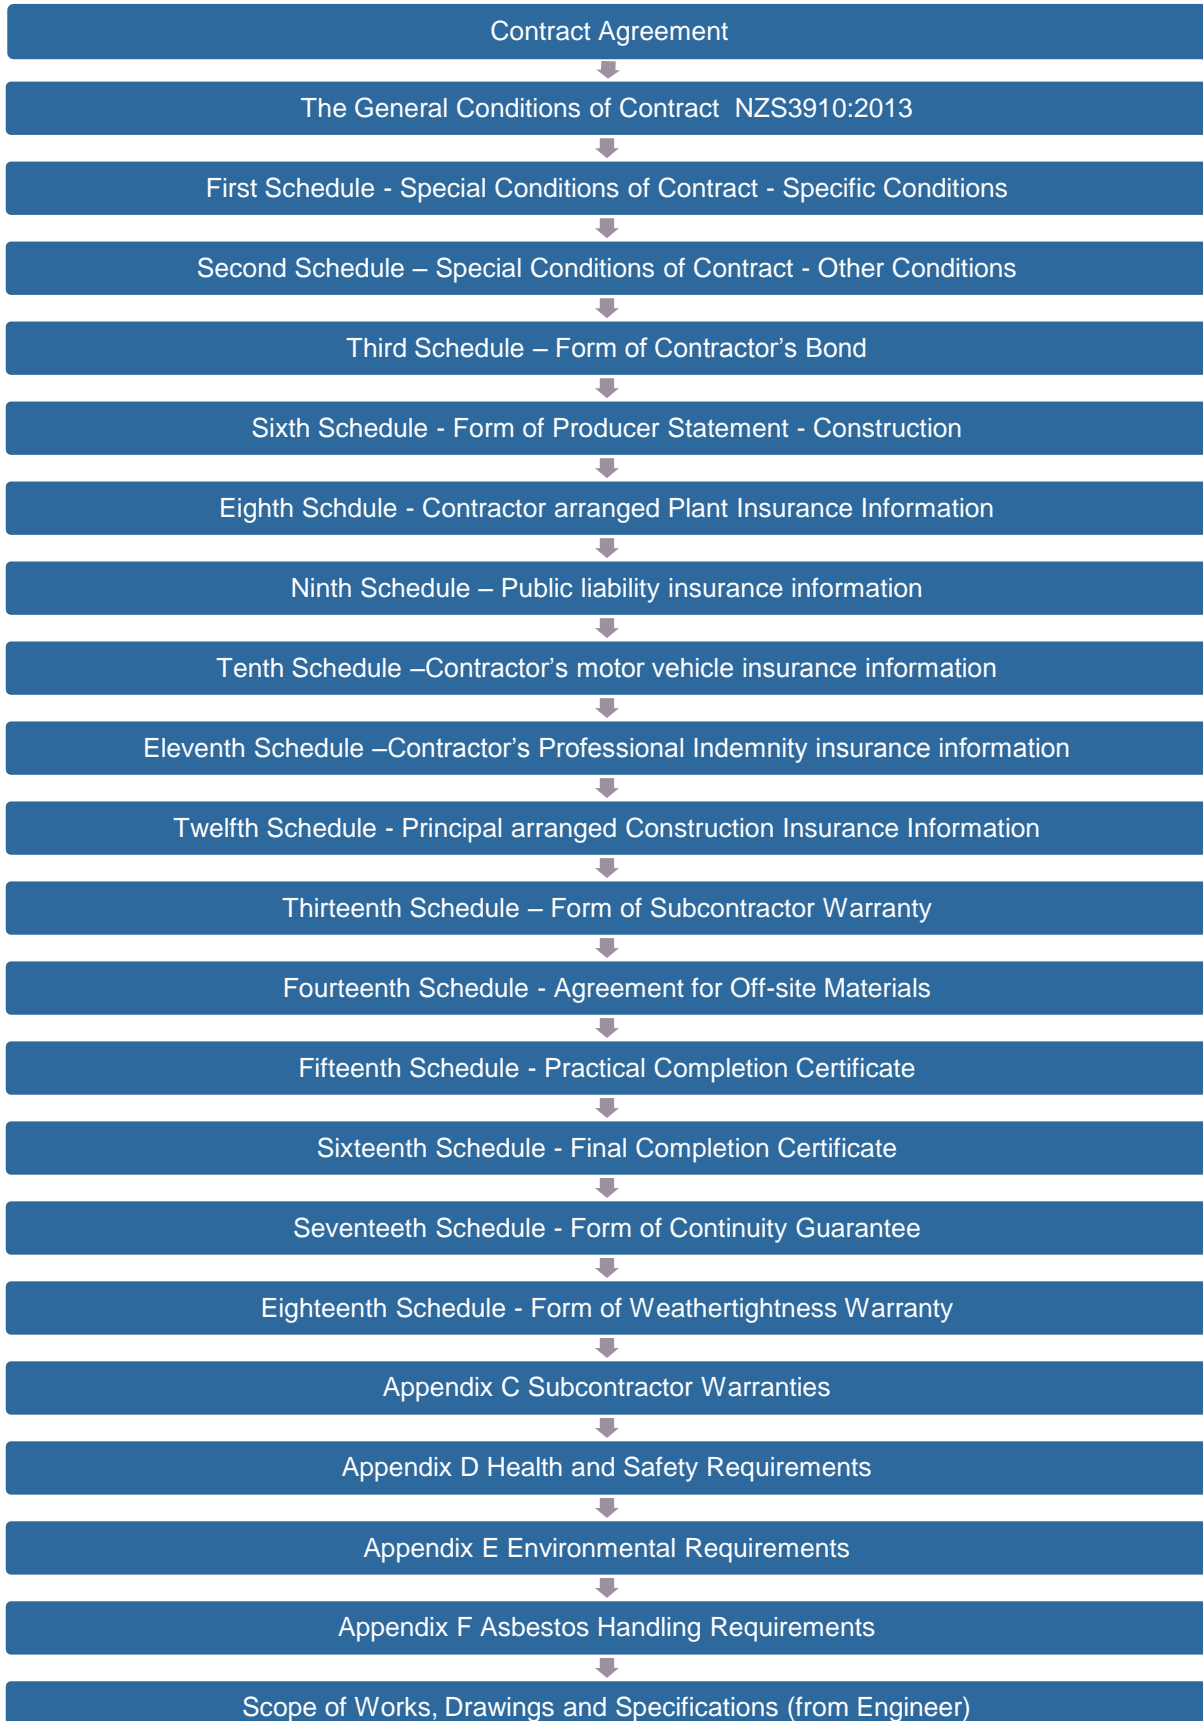 Contract Agreement
The General Conditions of Contract  NZS3910:2013
First Schedule - Special Conditions of Contract - Specific Conditions
Second Schedule – Special Conditions of Contract - Other Conditions
Third Schedule – Form of Contractor’s Bond
Sixth Schedule - Form of Producer Statement - Construction
Eighth Schdule - Contractor arranged Plant Insurance Information
Ninth Schedule – Public liability insurance information
Tenth Schedule –Contractor’s motor vehicle insurance information
Eleventh Schedule –Contractor’s Professional Indemnity insurance information
Twelfth Schedule - Principal arranged Construction Insurance Information
Thirteenth Schedule – Form of Subcontractor Warranty
Fourteenth Schedule - Agreement for Off-site Materials
Fifteenth Schedule - Practical Completion Certificate
Sixteenth Schedule - Final Completion Certificate
Seventeeth Schedule - Form of Continuity Guarantee
Eighteenth Schedule - Form of Weathertightness Warranty
Appendix C Subcontractor Warranties
Appendix D Health and Safety Requirements
Appendix E Environmental Requirements
Appendix F Asbestos Handling Requirements
Scope of Works, Drawings and Specifications (from Engineer)